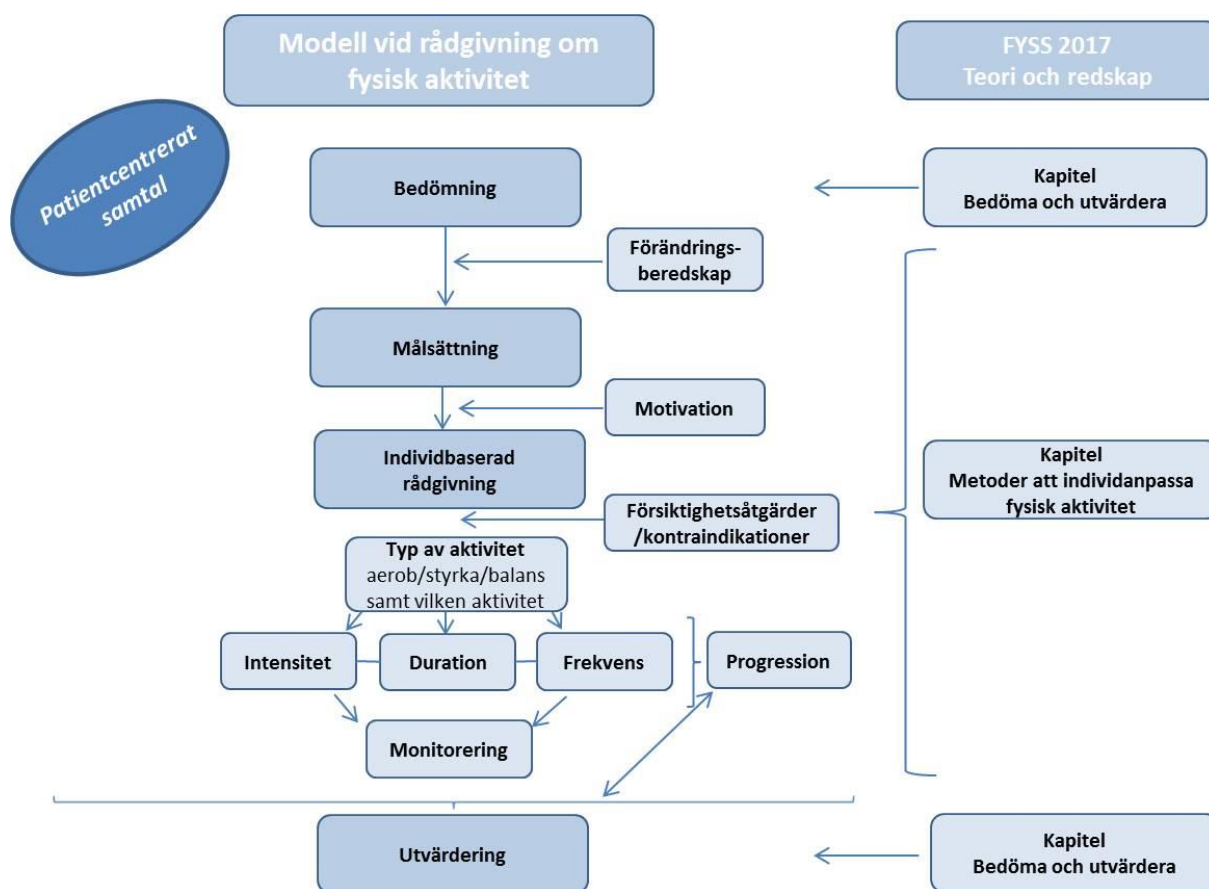 Modell vid rådgivning om
fysisk aktivitet
FYSS 2017
Teori och redskap
Patientcentrerat
samtal
Bedömning
Kapitel
Bedöma och utvärdera
Förändrings-
beredskap
Målsättning
Motivation
Individbaserad
rådgivning
Kapitel
Metoder att individanpassa
fysisk aktivitet
Försiktighetsåtgärder
/kontraindikationer
Typ av aktivitet
aerob/styrka/balans
samt vilken aktivitet
Intensitet
Duration
Frekvens
Progression
Monitorering
Utvärdering
Kapitel
Bedöma och utvärdera